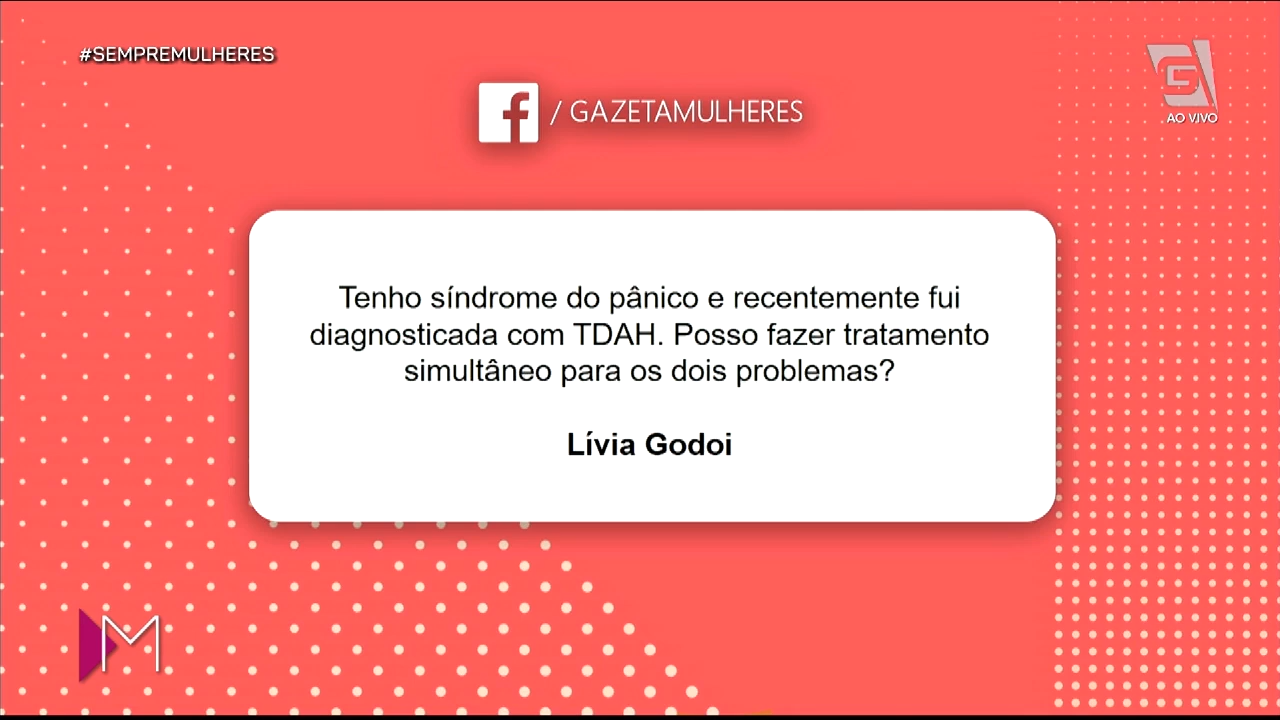 #SEMPREMULHERES
/ GAZETAMULHERES
G
AO VIVO
Tenho síndrome do pânico e recentemente fui
diagnosticada com TDAH. Posso fazer tratamento
simultâneo para os dois problemas?
Lívia Godoi
M